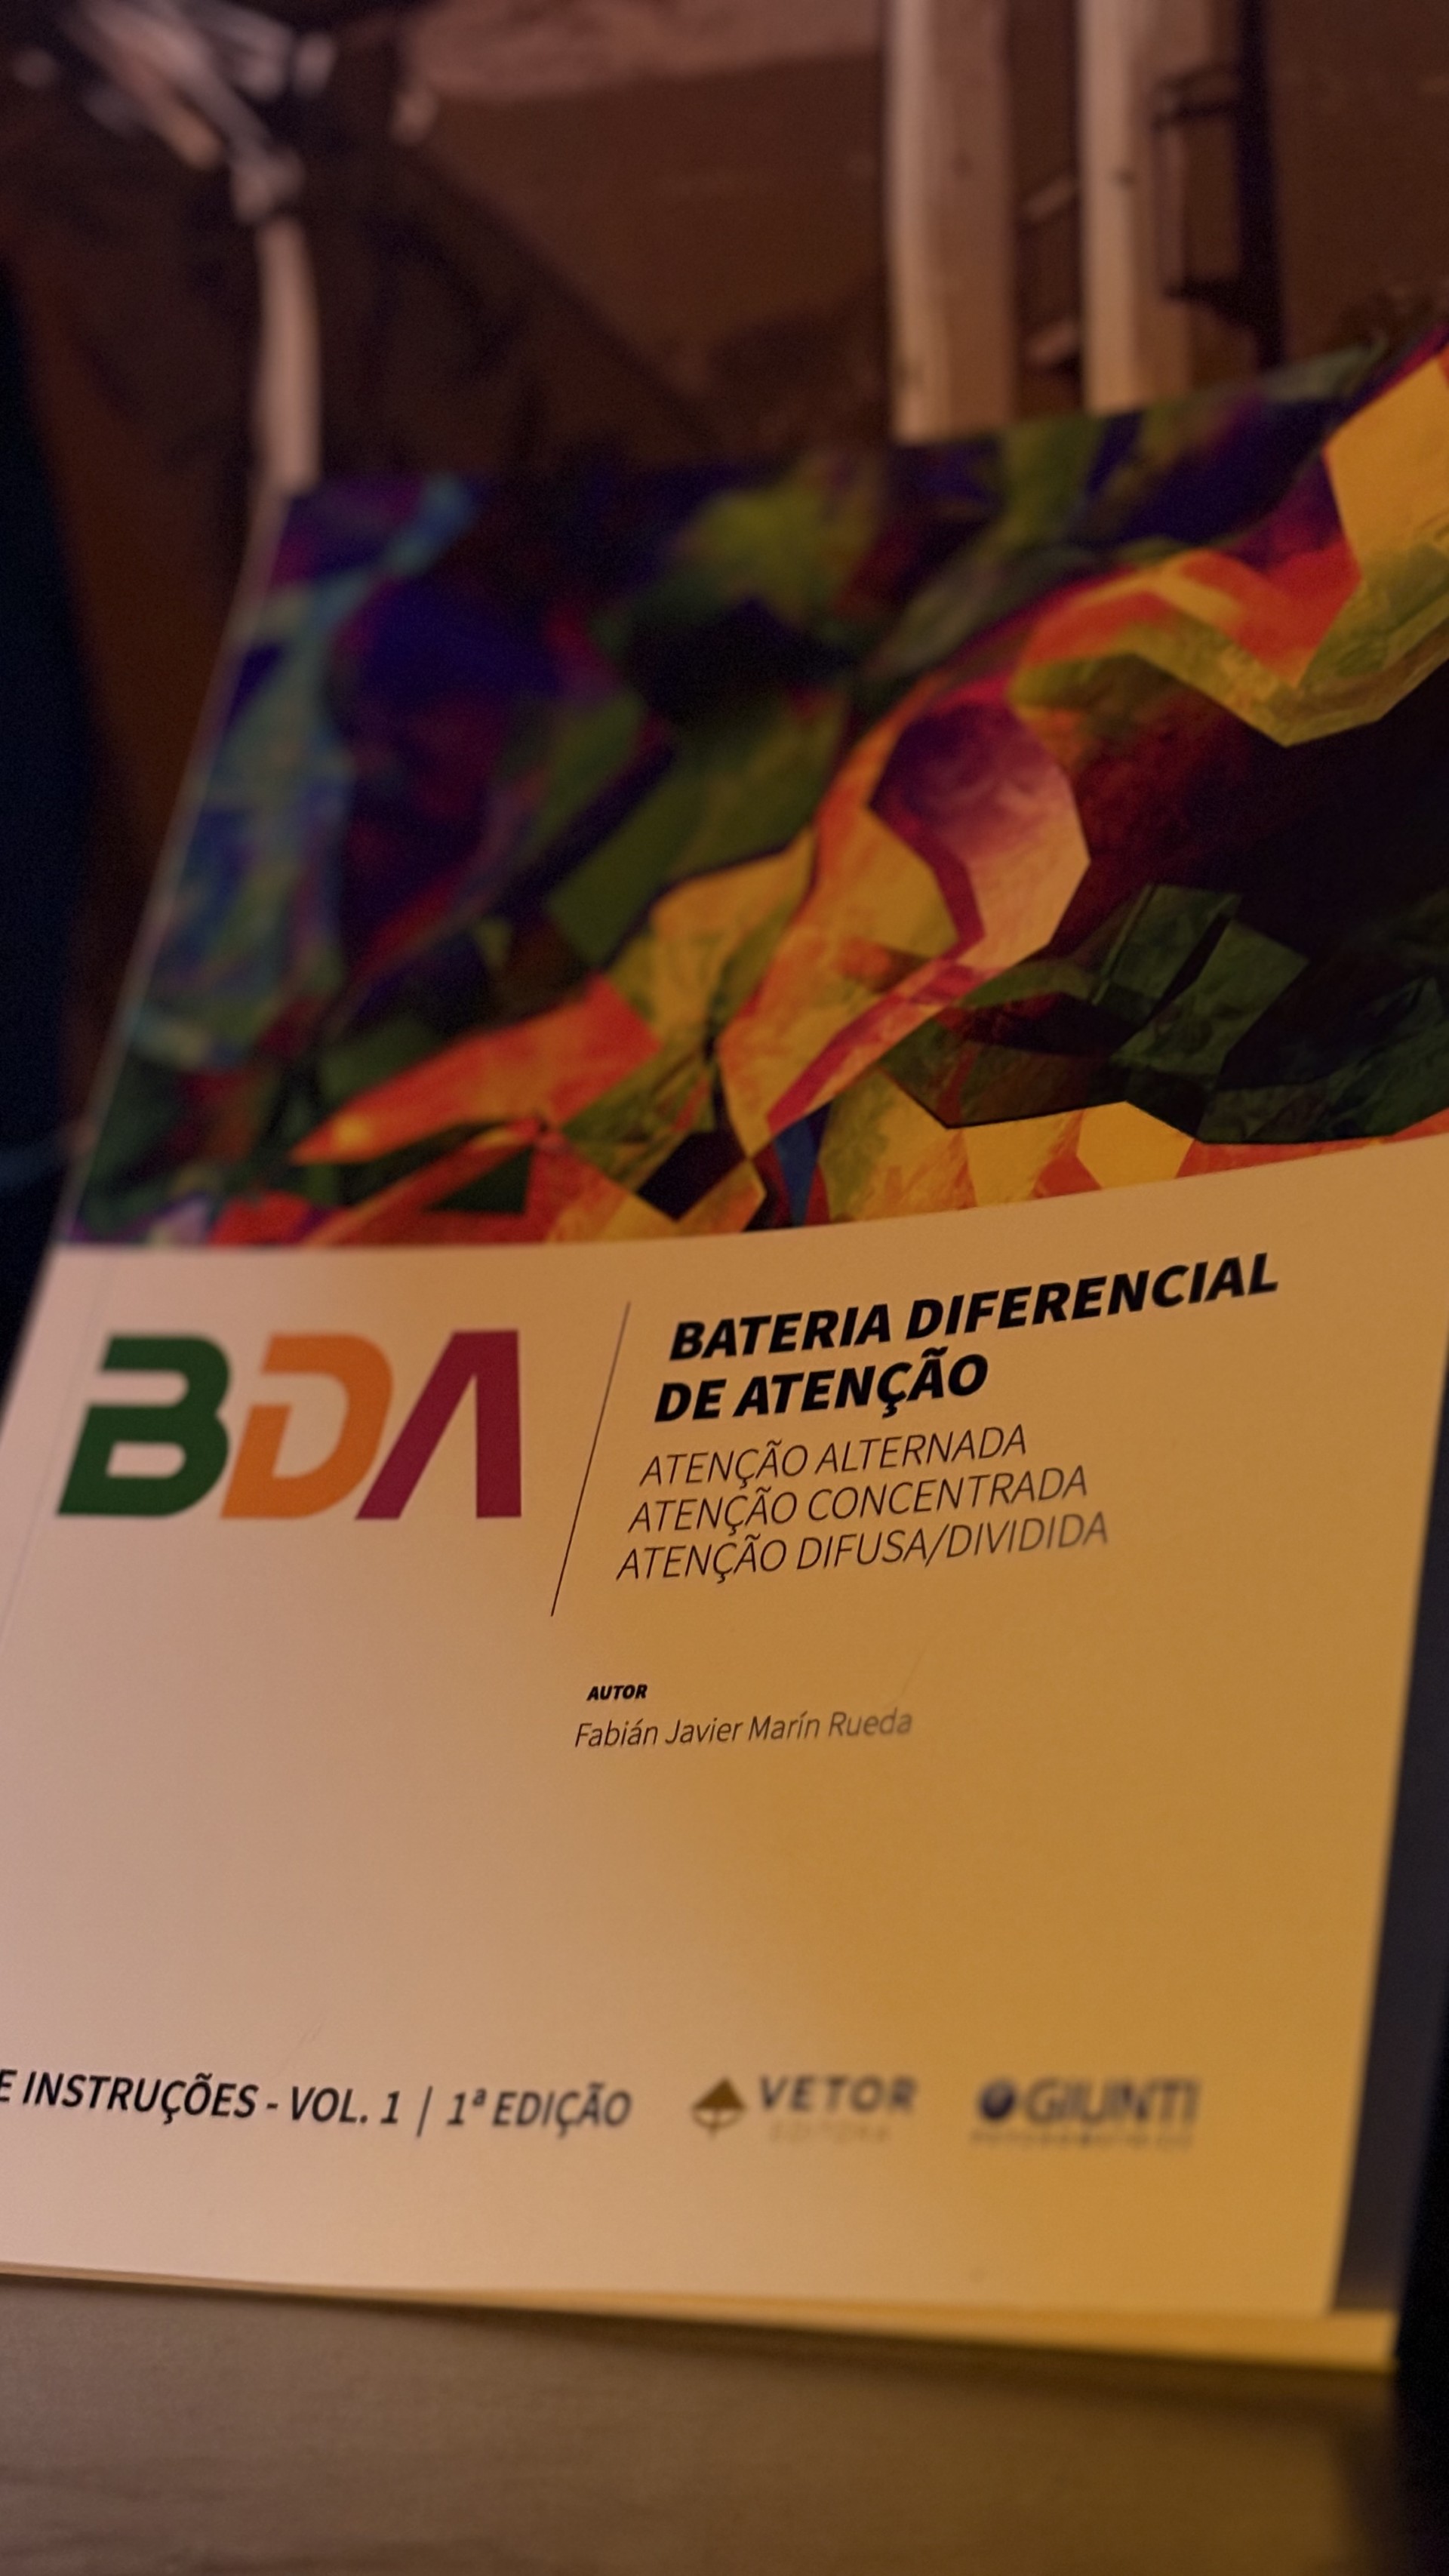 BDA
BATERIA DIFERENCIAL
DE ATENÇÃO
ATENÇÃO ALTERNADA
ATENÇÃO CONCENTRADA
ATENÇÃO DIFUSA/DIVIDIDA
AUTOR
Fabián Javier Marín Rueda
E INSTRUÇÕES - VOL. 1 | 1ª EDIÇÃO
VETOR
EDITORA
GIUNTI